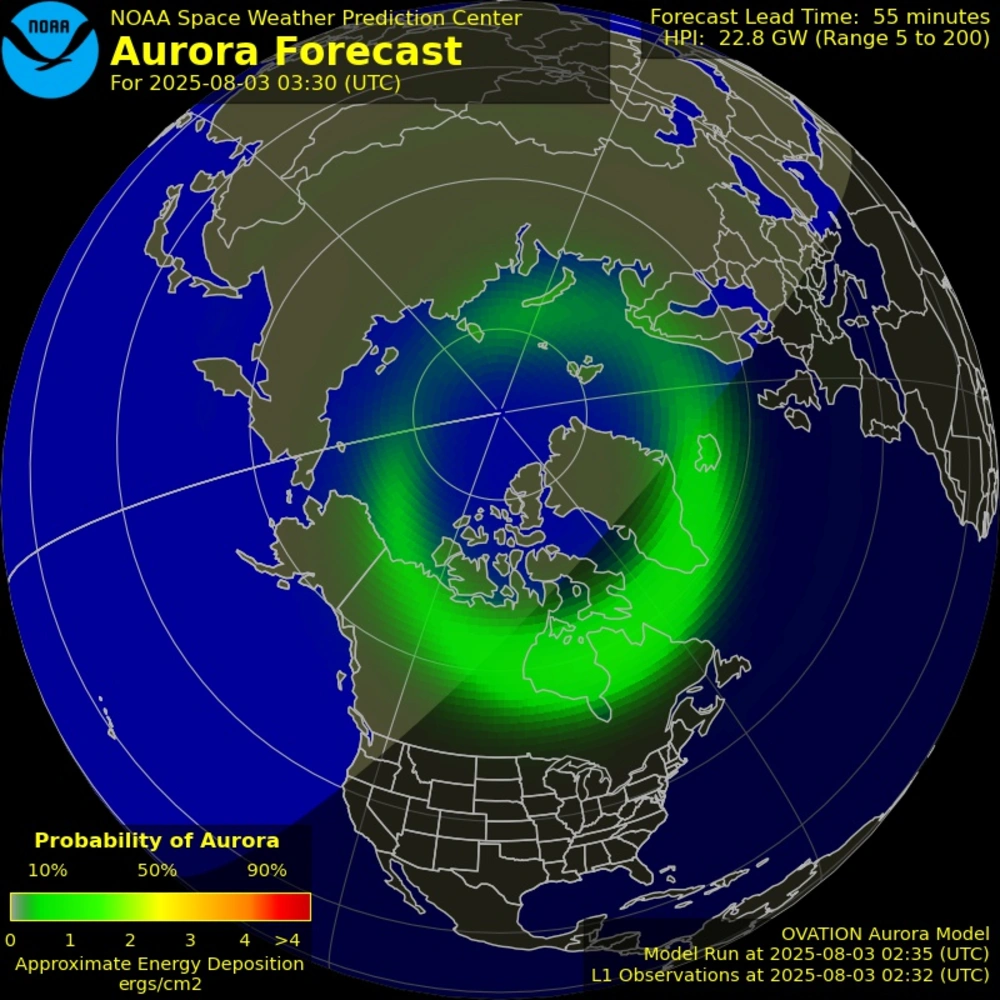 NOAA
NOAA Space Weather Prediction Center
Aurora Forecast
For 2025-08-03 03:30 (UTC)
Forecast Lead Time: 55 minutes
HPI: 22.8 GW (Range 5 to 200)
Probability of Aurora
10% 50% 90%
0 1 2 3 4 >4
Approximate Energy Deposition
ergs/cm2
OVATION Aurora Model
Model Run at 2025-08-03 02:35 (UTC)
L1 Observations at 2025-08-03 02:32 (UTC)